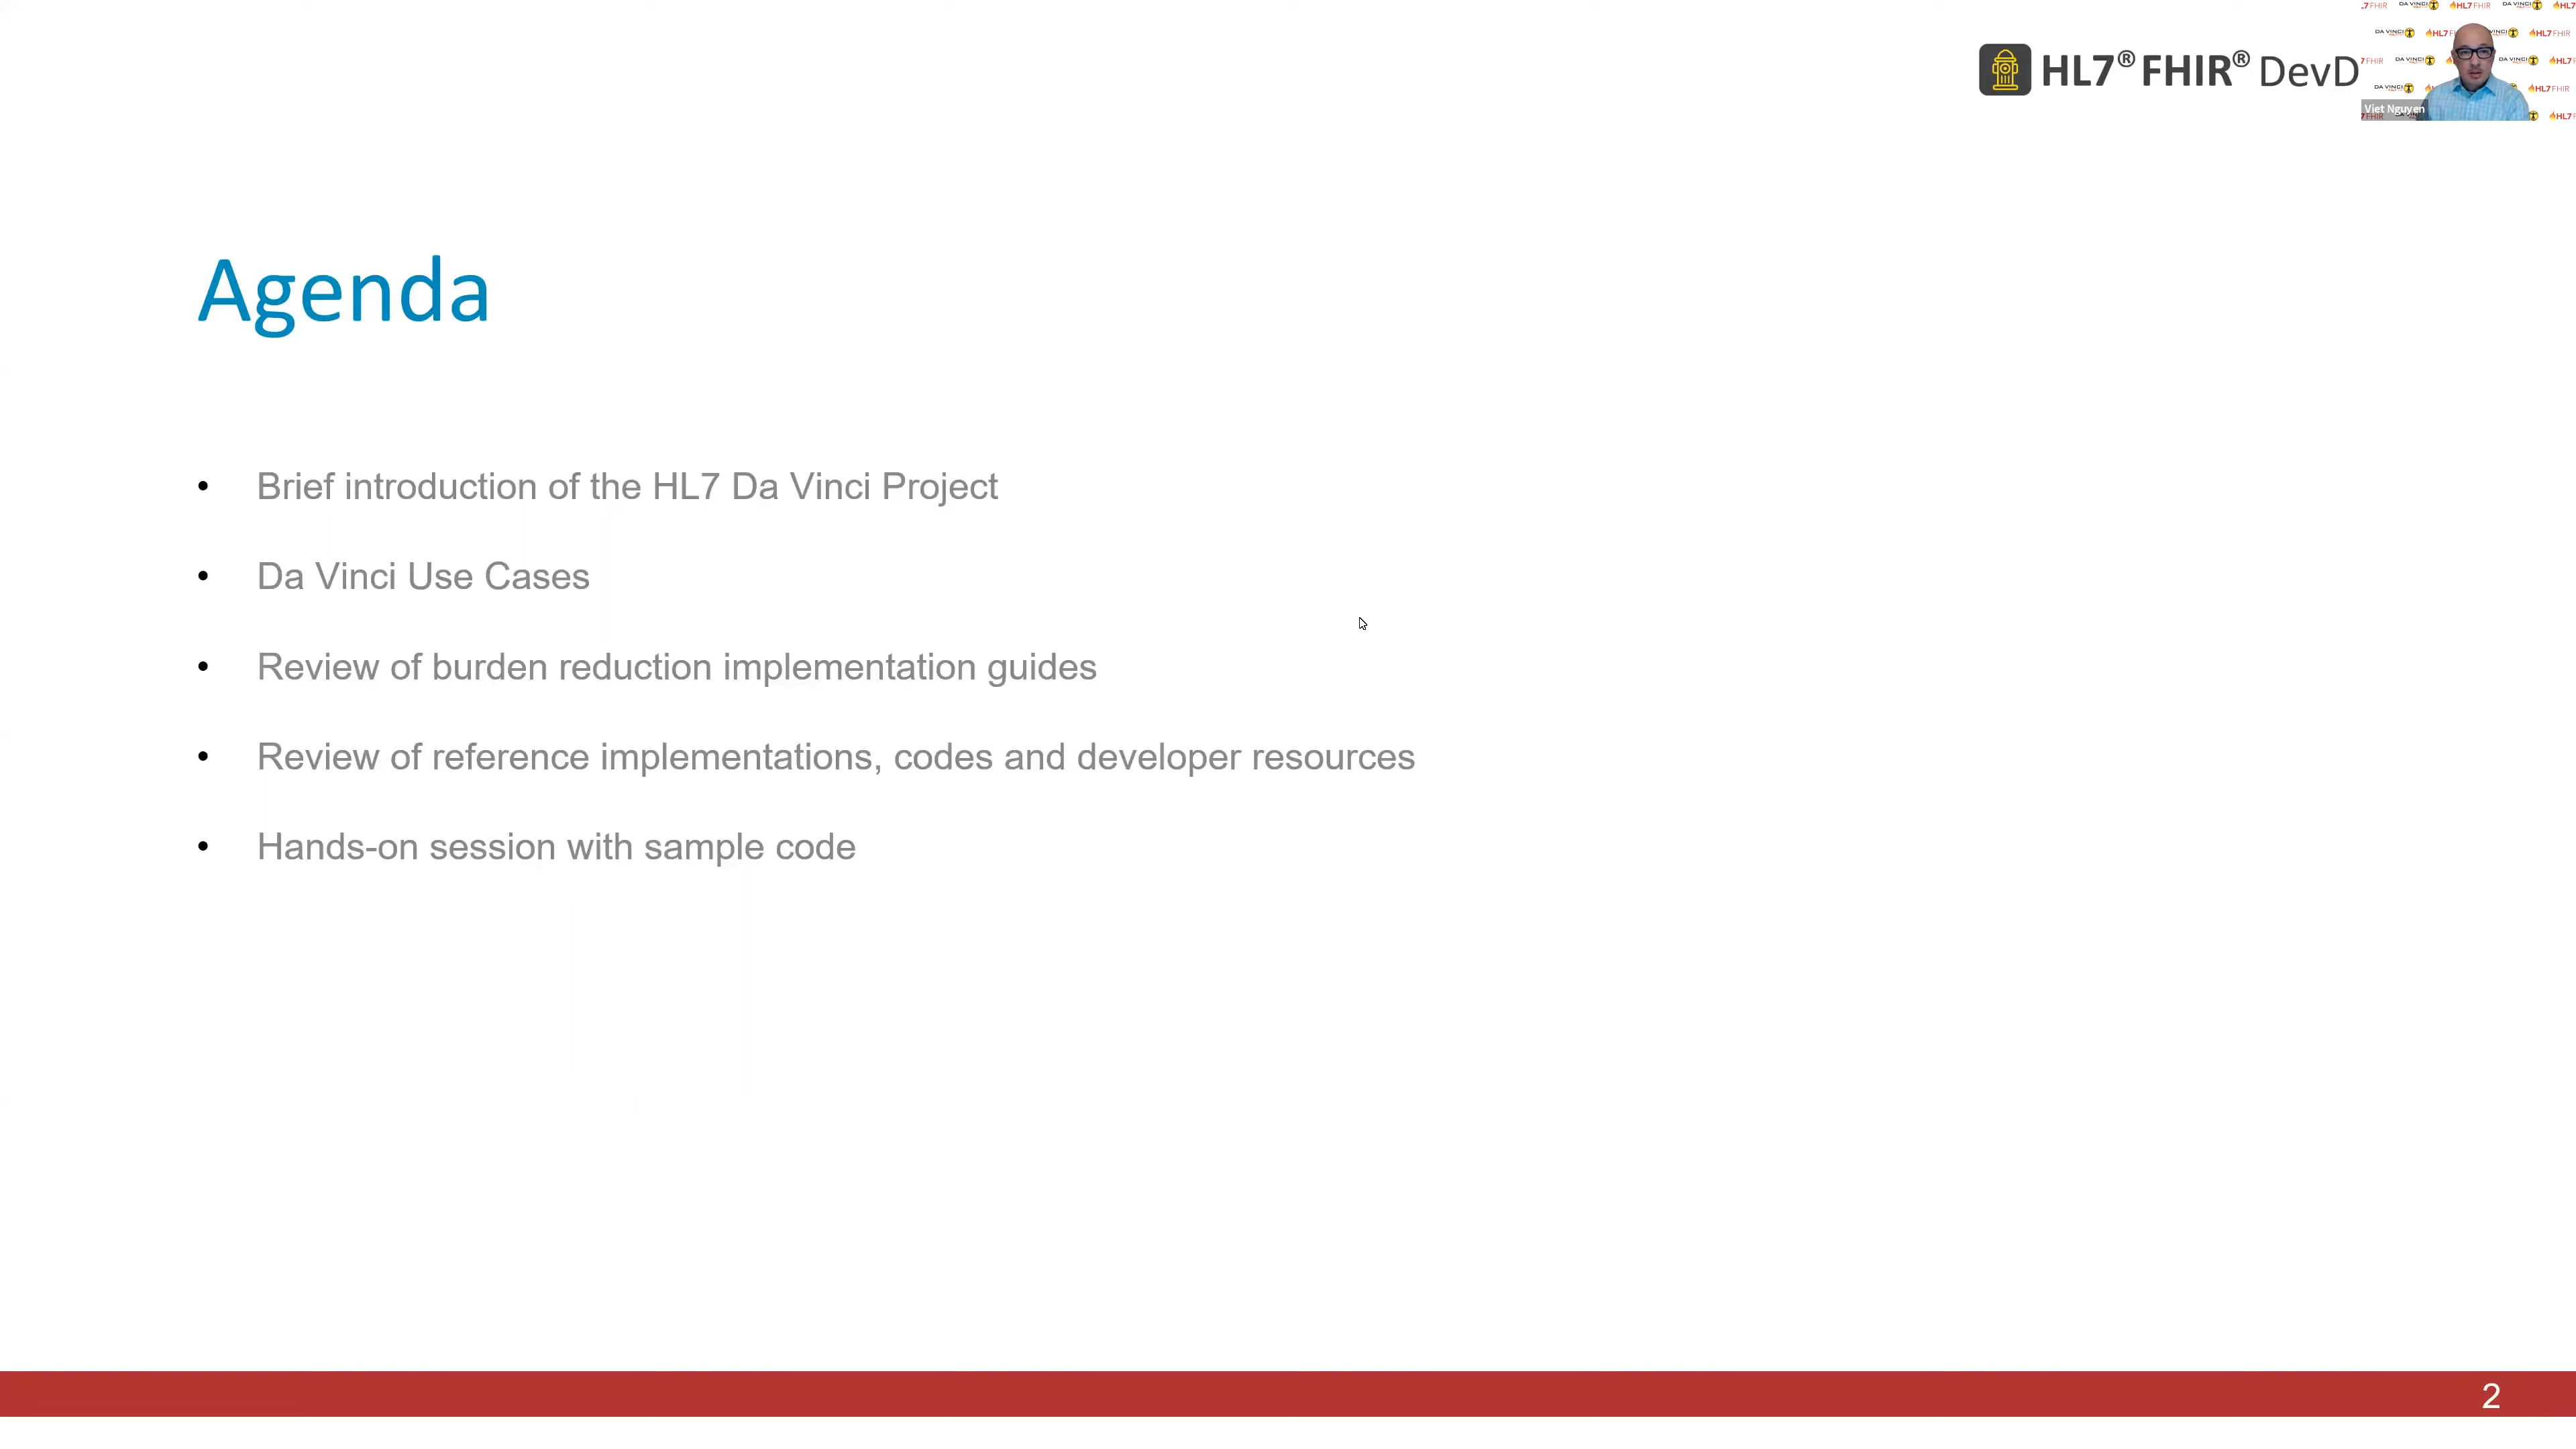 HL7® FHIR® DevD
Viet Nguyen
Agenda
• Brief introduction of the HL7 Da Vinci Project
• Da Vinci Use Cases
• Review of burden reduction implementation guides
• Review of reference implementations, codes and developer resources
• Hands-on session with sample code
2